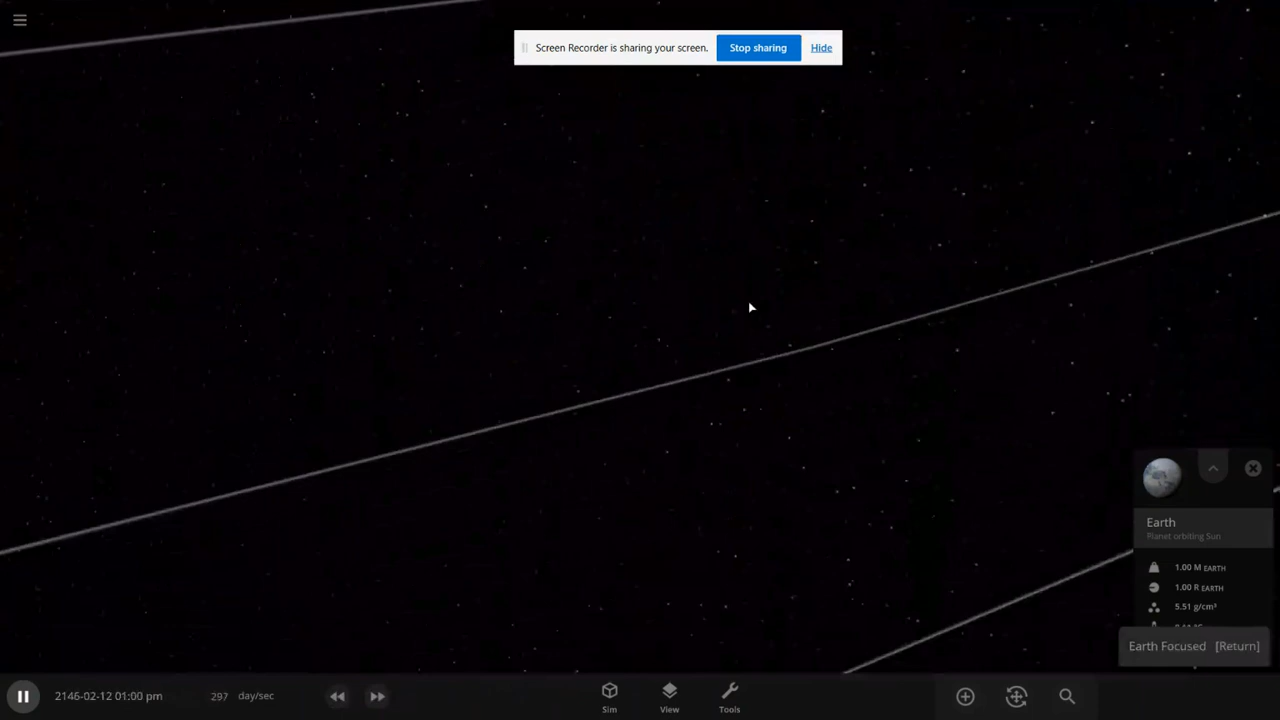 Screen Recorder is sharing your screen. Stop sharing Hide
Earth
Planet orbiting Sun
1.00 M EARTH
1.00 R EARTH
5.51 g/cm³
Earth Focused [Return]
2146-02-12 01:00 pm 297 day/sec
Sim View Tools